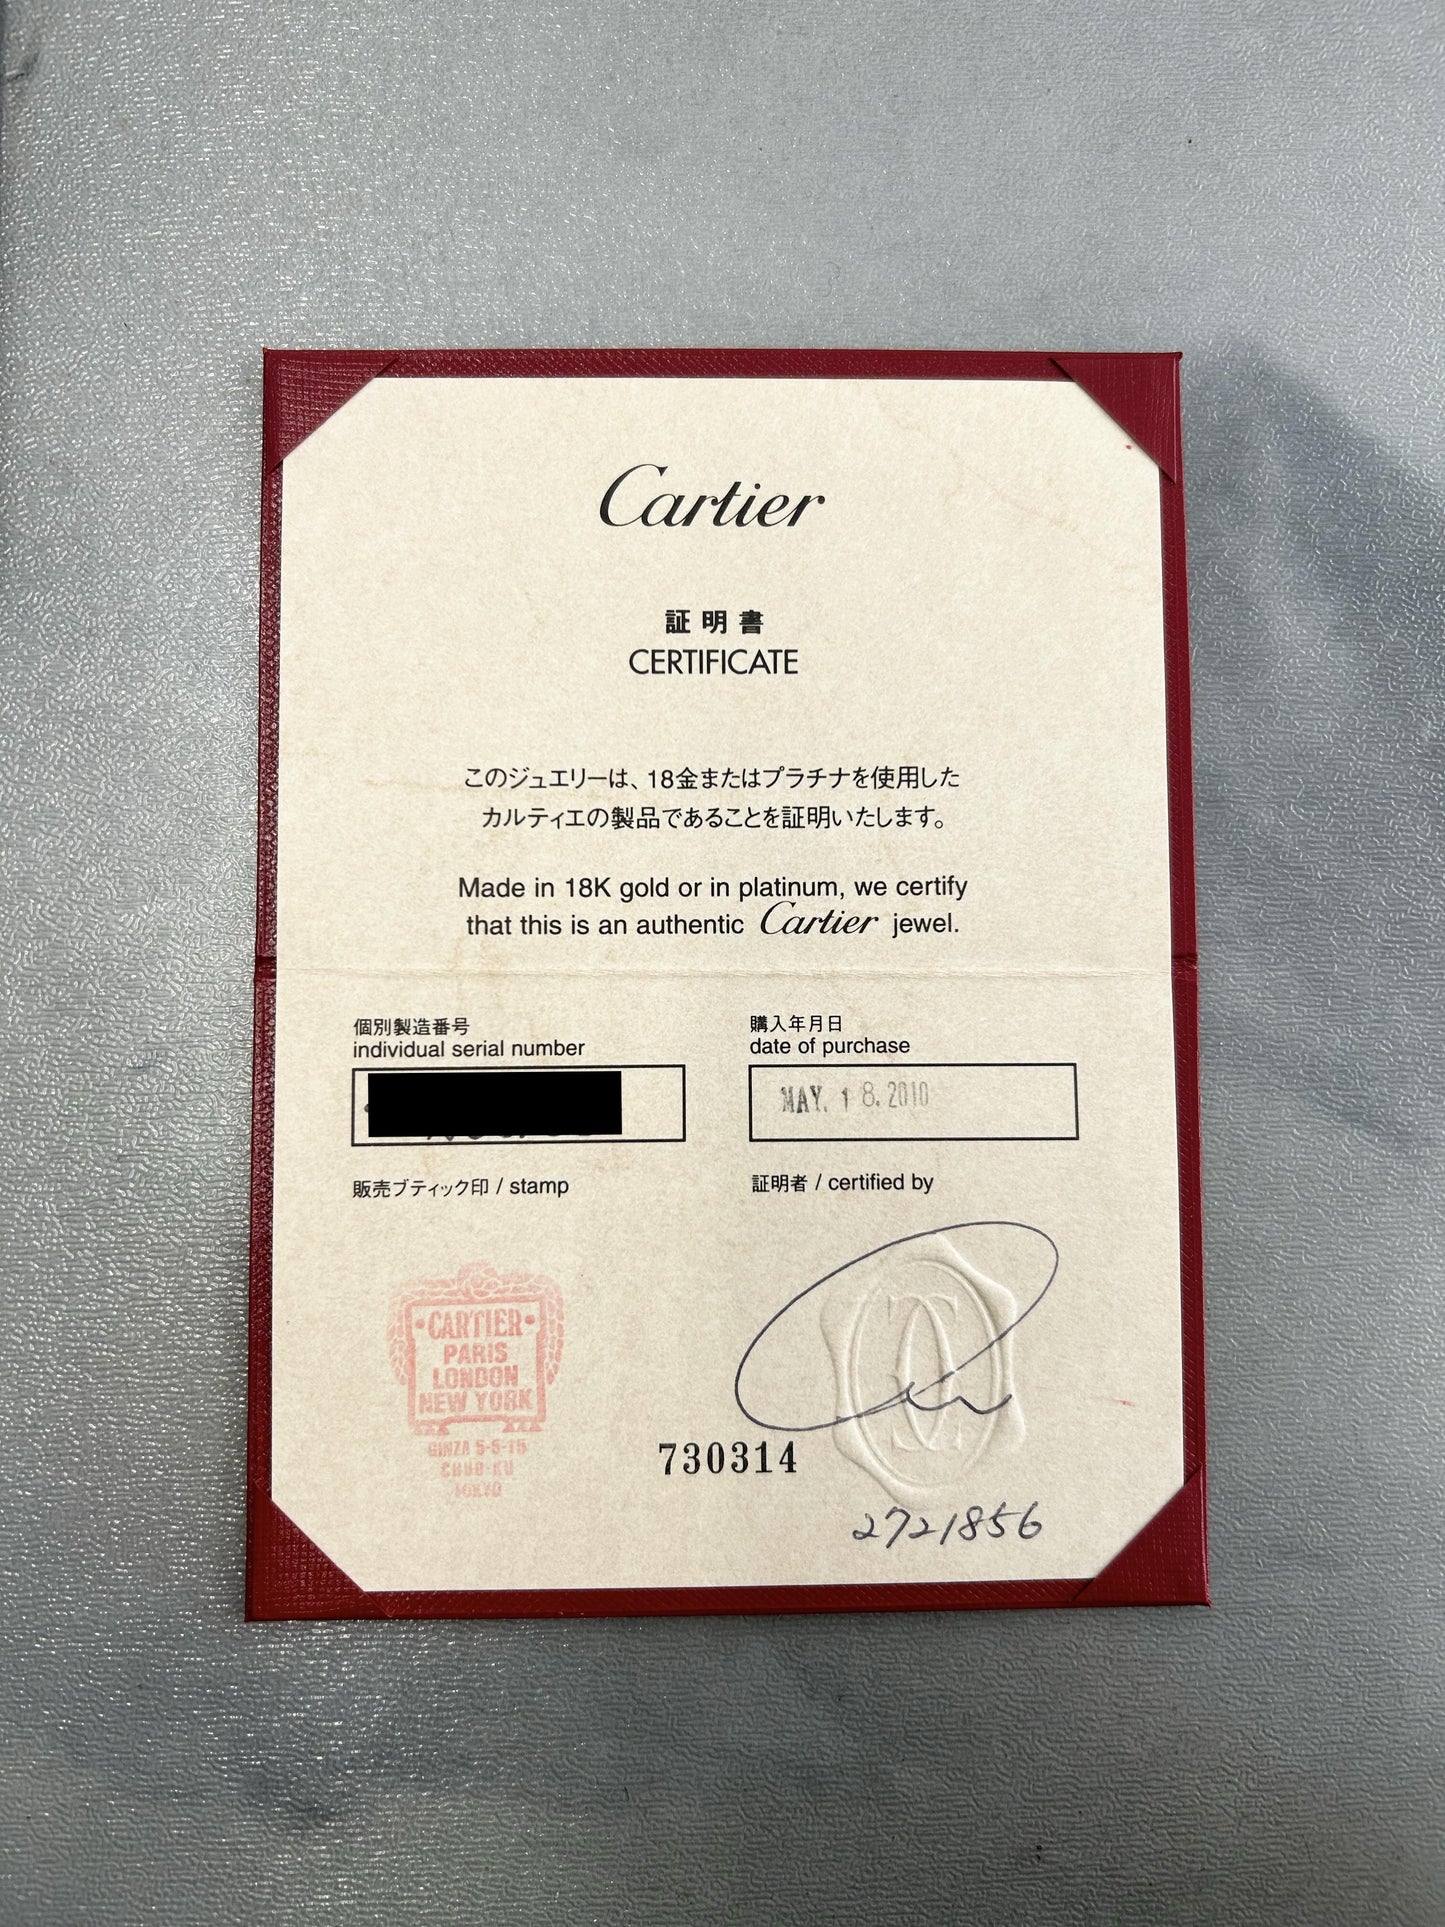 Cartier
証明書
CERTIFICATE
このジュエリーは、18金またはプラチナを使用した
カルティエの製品であることを証明いたします。
Made in 18K gold or in platinum, we certify
that this is an authentic Cartier jewel.
個別製造番号
individual serial number
購入年月日
date of purchase
MAY. 18.2010
販売ブティック印 / stamp
証明者 / certified by
CARTIER
PARIS
LONDON
NEW YORK
GINZA 5-5-15
CHUO-KU
TOKYO
730314
2721856